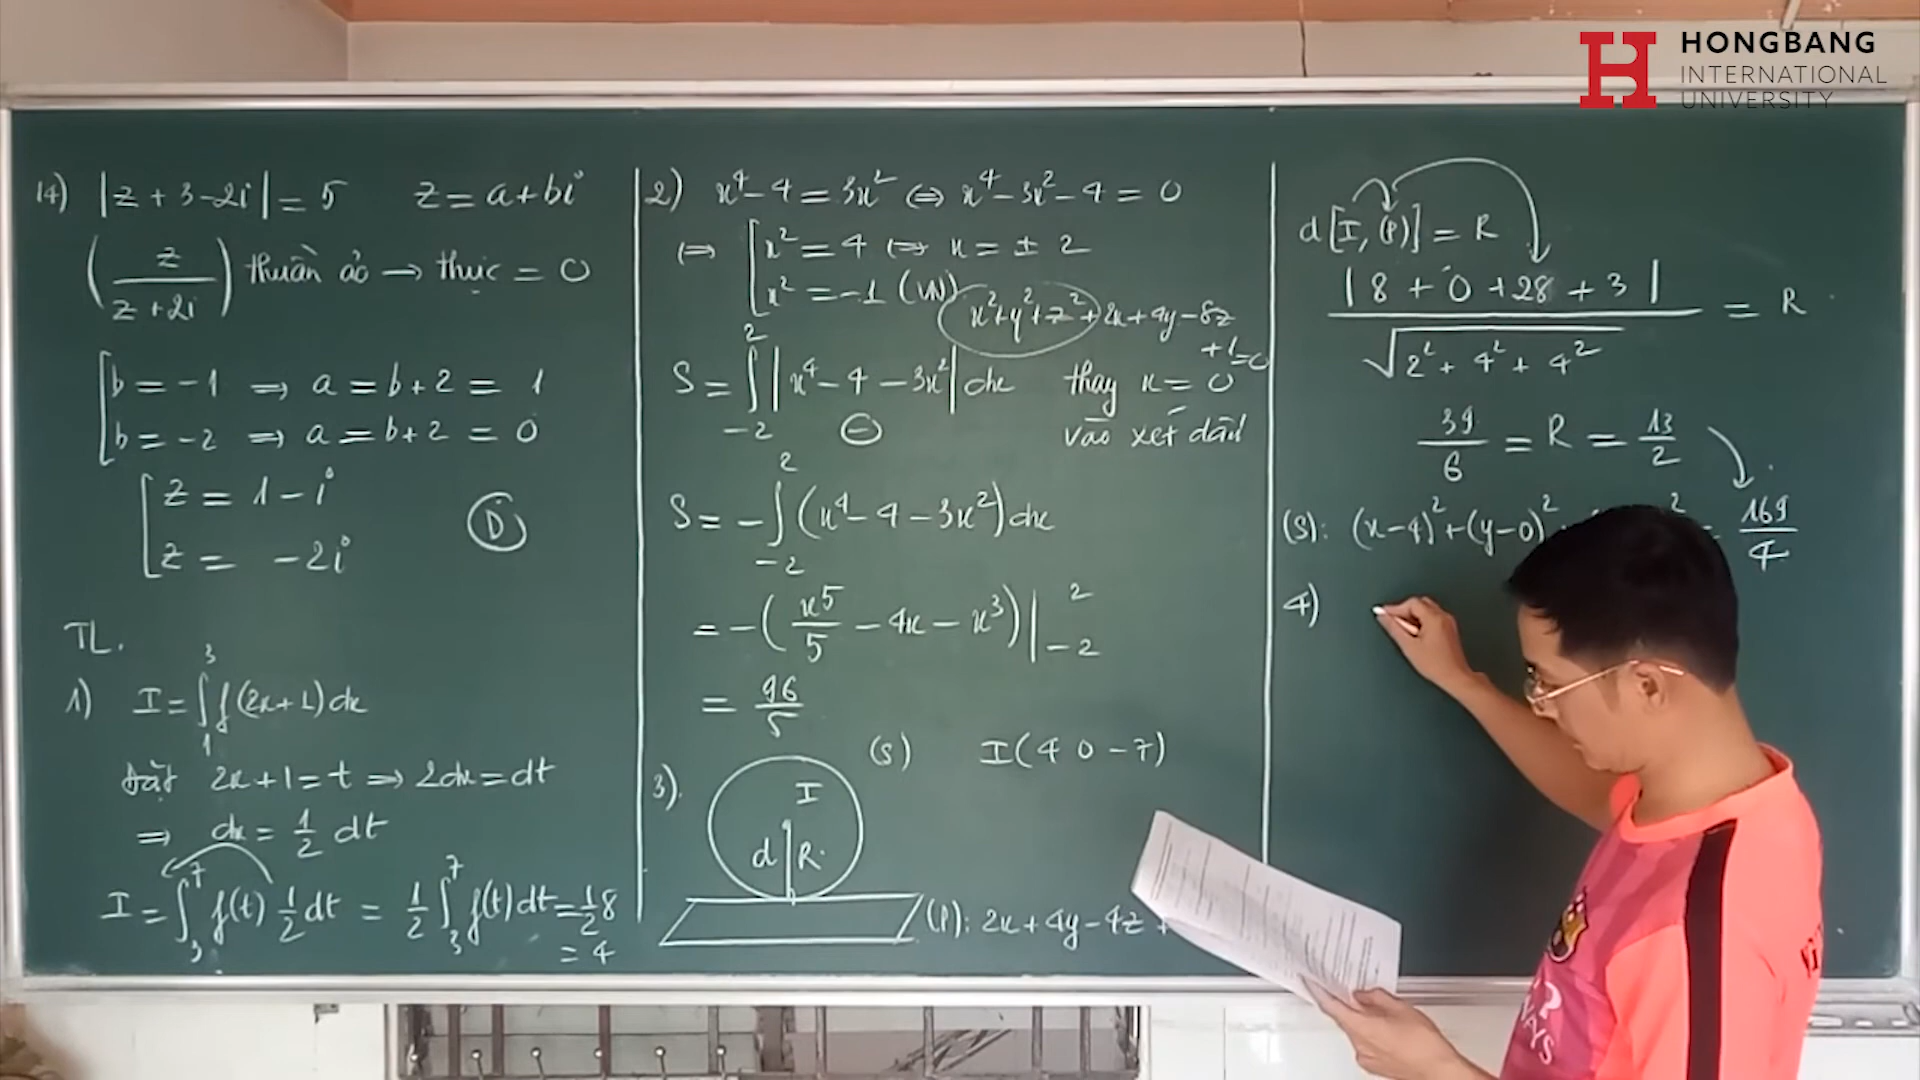 HONGBANG
INTERNATIONAL
UNIVERSITY
14) |z + 3 - 2i| = 5 z = a + bi
(z / (z + 2i)) thuần ảo → thực = 0
[b = -1 ⇒ a = b + 2 = 1
[b = -2 ⇒ a = b + 2 = 0
[z = 1 - i
[z = -2i
D
TL.
1) I = ∫₁³ f(2x+1)dx
Đặt 2x + 1 = t ⇒ 2dx = dt
⇒ dx = 1/2 dt
I = ∫₃⁷ f(t) 1/2 dt = 1/2 ∫₃⁷ f(t)dt = 1/2 8
= 4
2) x⁴ - 4 = 3x² ⇔ x⁴ - 3x² - 4 = 0
⇔ [x² = 4 ⇔ x = ± 2
[x² = -1 (VN)
x² + y² + z² + 2x + 4y - 8z
+1 = 0
S = ∫₋₂² |x⁴ - 4 - 3x²| dx thay x = 0
⊖ vào xét dấu
S = -∫₋₂² (x⁴ - 4 - 3x²)dx
= -(x⁵/5 - 4x - x³)|₋₂²
= 96/5
3). (S) I(4 0 -7)
I
d R.
(P): 2x + 4y - 4z +
d[I, (P)] = R
|8 + 0 + 28 + 3| / √(2² + 4² + 4²) = R
39/6 = R = 13/2
(S): (x-4)² + (y-0)² ² = 169/4
4)